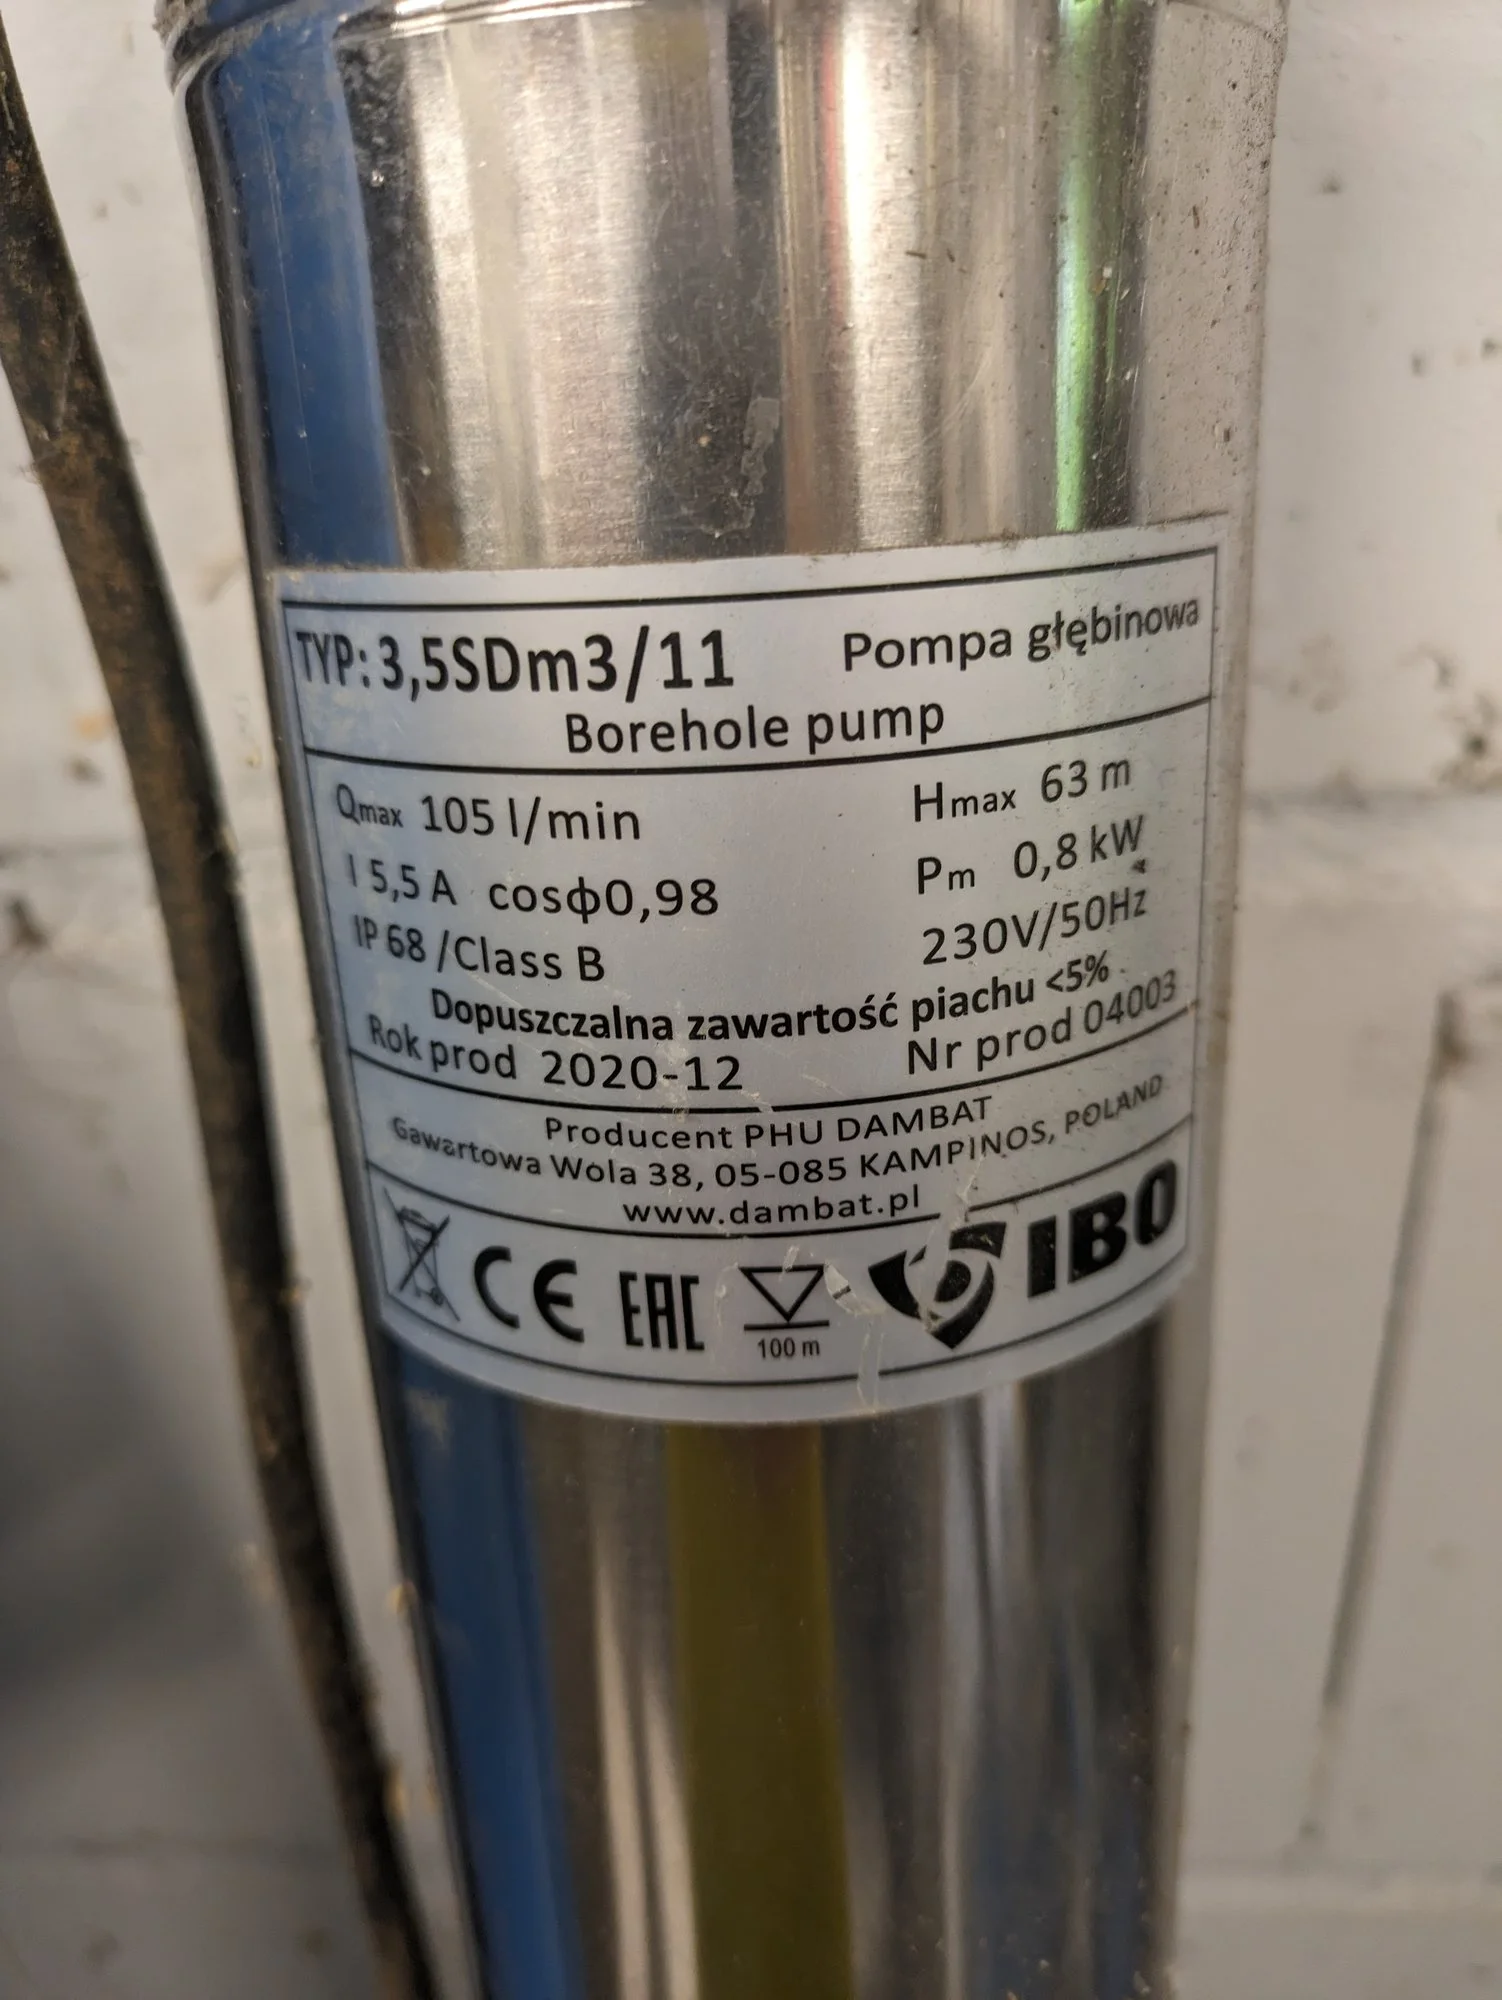 TYP: 3,5SDm3/11 Pompa głębinowa
Borehole pump
Qmax 105 l/min Hmax 63 m
I 5,5 A cosϕ0,98 Pm 0,8 kW
IP 68 /Class B 230V/50Hz
Dopuszczalna zawartość piachu <5%
Rok prod 2020-12 Nr prod 04003
Producent PHU DAMBAT
Gawartowa Wola 38, 05-085 KAMPINOS, POLAND
www.dambat.pl
CE EAC 100 m IBO